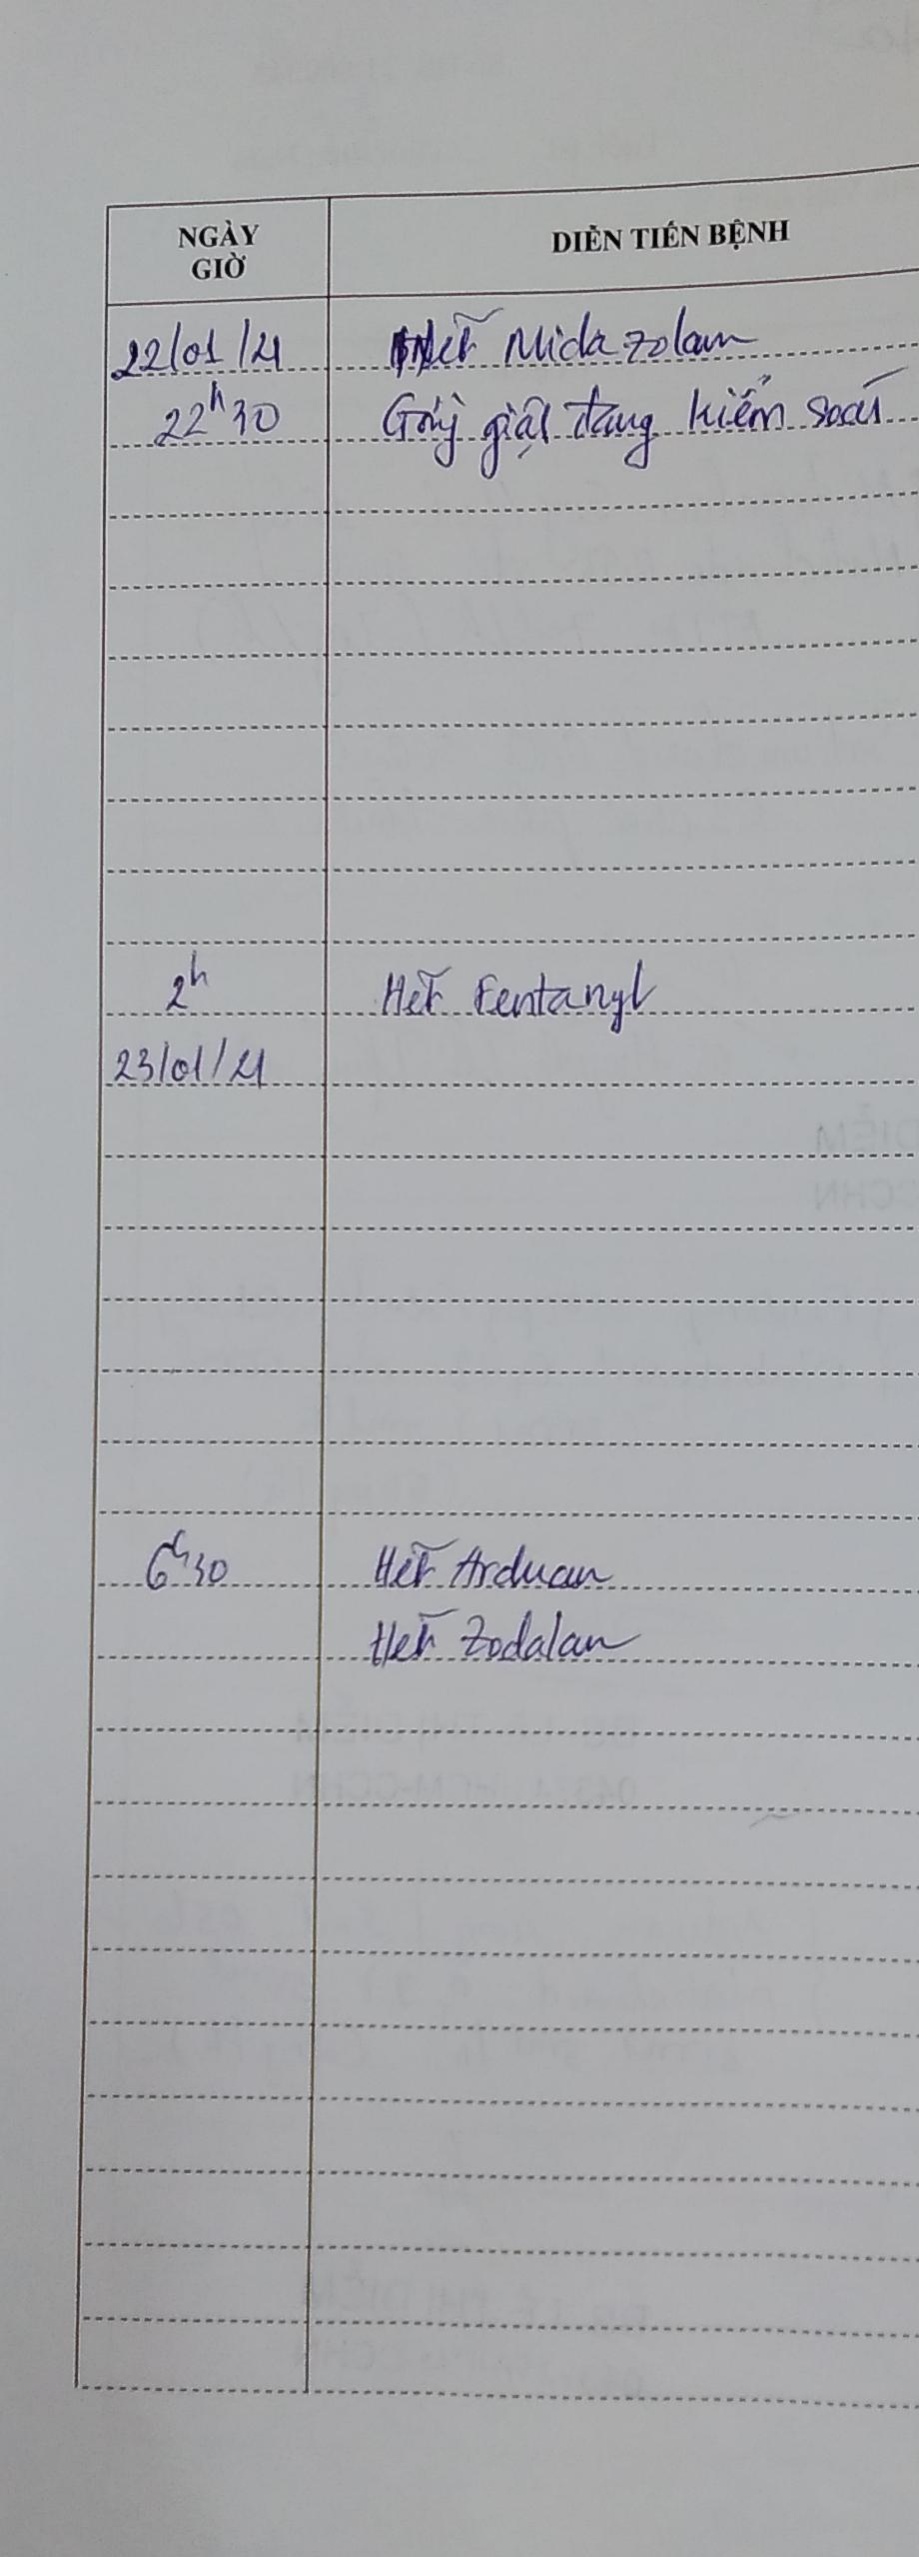 NGÀY
GIỜ
DIỄN TIẾN BỆNH
22/01/21
Hết Midazolam
22h30
Gồng giật đang kiểm soát
2h
Hết Fentanyl
23/01/21
6h30
Hết Arduan
Hết Zodalan